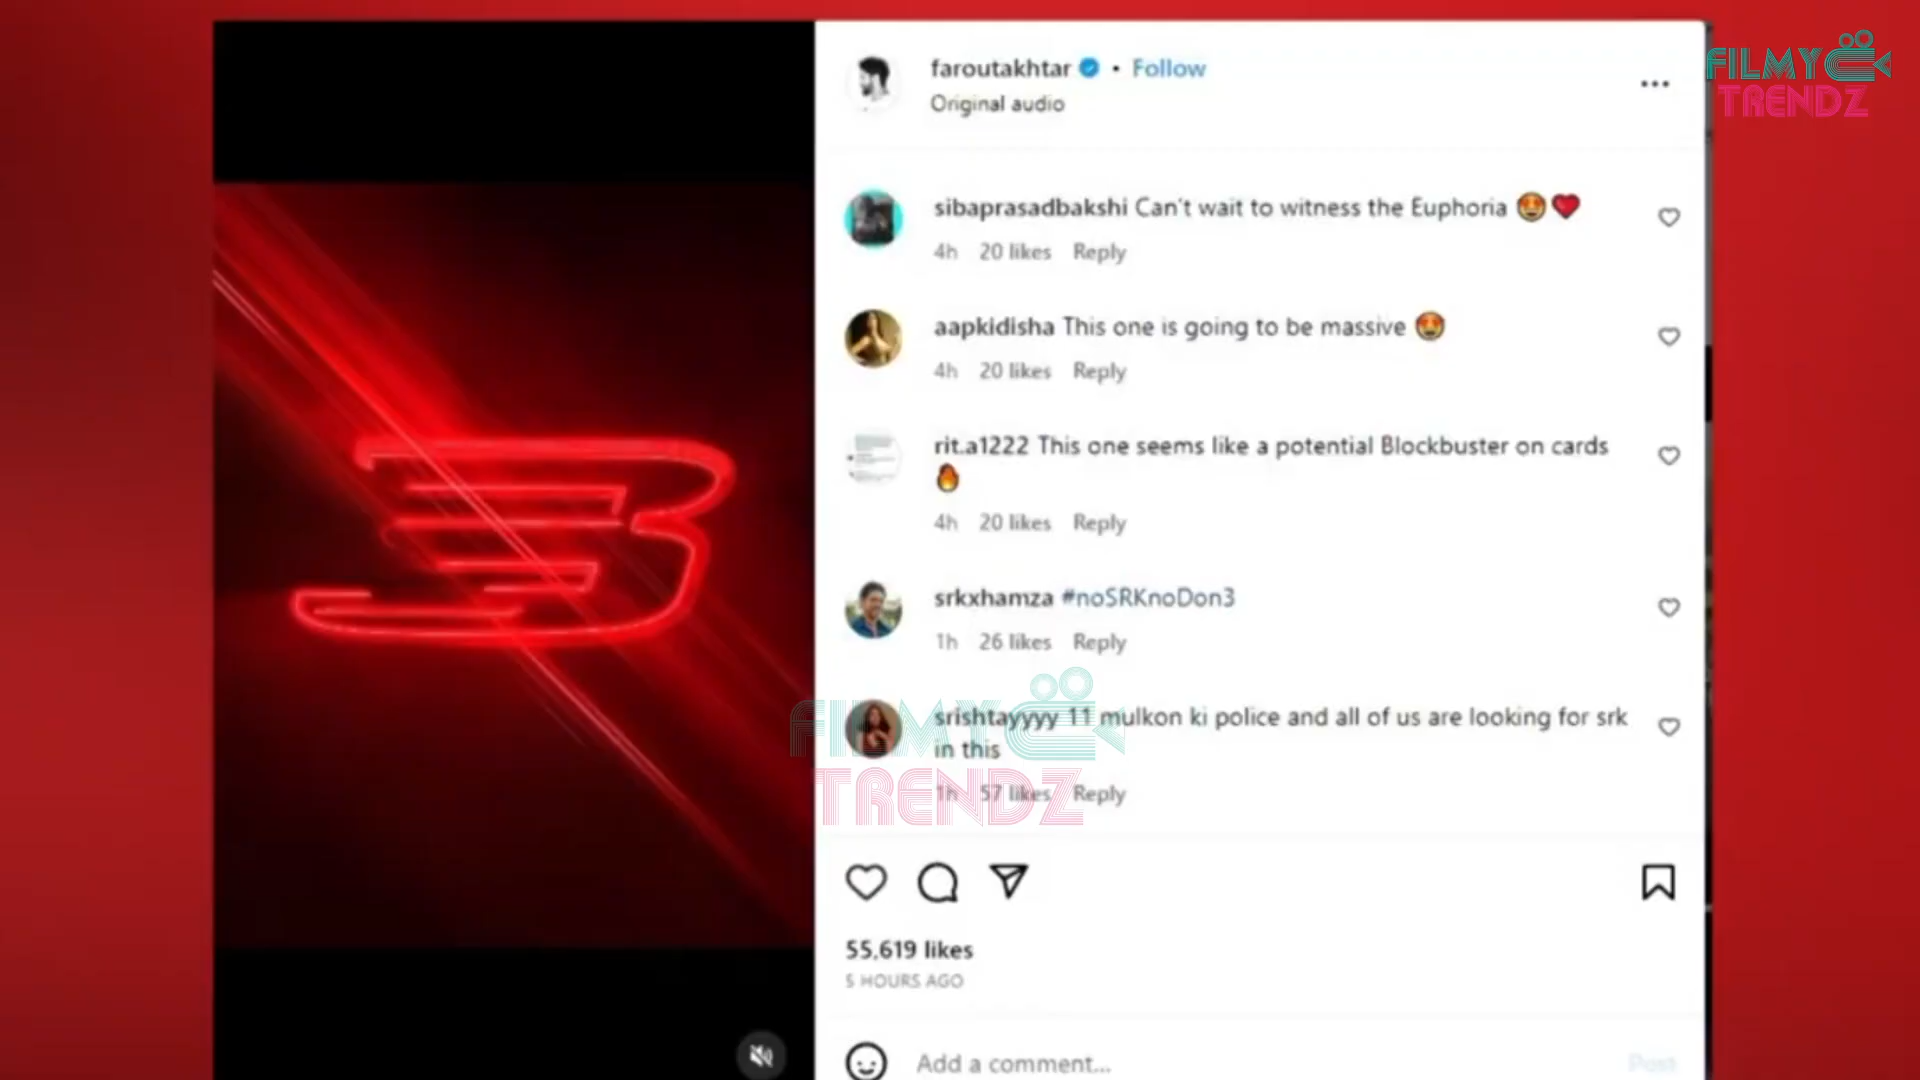 FILMY
TRENDZ
faroutakhtar • Follow
Original audio
sibaprasadbakshi Can't wait to witness the Euphoria 🤩❤️
4h 20 likes Reply
aapkidisha This one is going to be massive 🤩
4h 20 likes Reply
rit.a1222 This one seems like a potential Blockbuster on cards
🔥
4h 20 likes Reply
srkxhamza #noSRKnoDon3
1h 26 likes Reply
srishtayyyy 11 mulkon ki police and all of us are looking for srk
in this
1h 57 likes Reply
FILMY
TRENDZ
55,619 likes
5 HOURS AGO
Add a comment...
Post
3